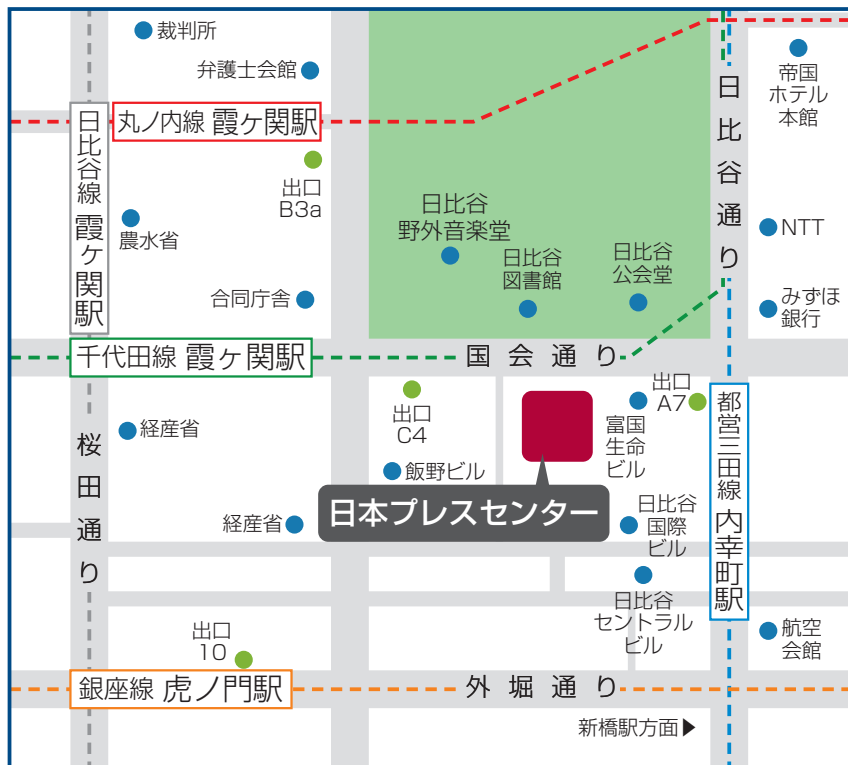 裁判所
弁護士会館
帝国
ホテル
本館
日比谷通り
丸ノ内線 霞ヶ関駅
日比谷線 霞ヶ関駅
出口
B3a
農水省
日比谷
野外音楽堂
NTT
日比谷
図書館
日比谷
公会堂
合同庁舎
みずほ
銀行
千代田線 霞ヶ関駅
国会通り
出口
C4
出口
A7
富国
生命
ビル
都営三田線 内幸町駅
経産省
桜田通り
飯野ビル
日本プレスセンター
経産省
日比谷
国際
ビル
日比谷
セントラル
ビル
出口
10
航空
会館
銀座線 虎ノ門駅
外堀通り
新橋駅方面▶